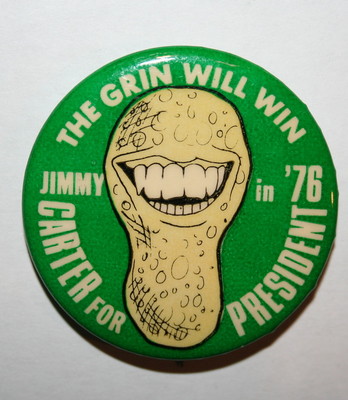 THE GRIN WILL WIN
JIMMY in '76
CARTER FOR PRESIDENT